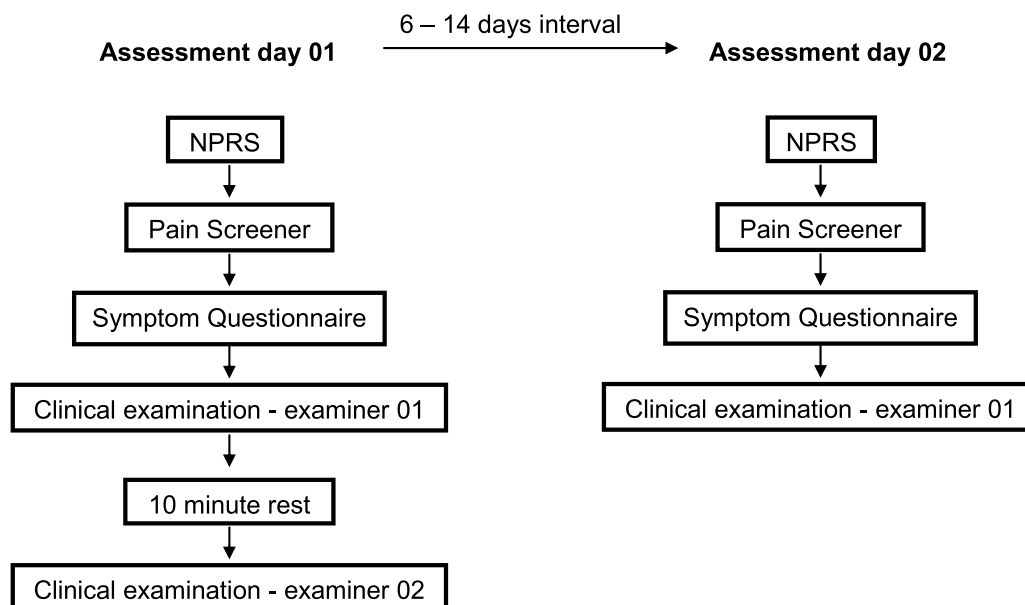 6 – 14 days interval
Assessment day 01
Assessment day 02
NPRS
Pain Screener
Symptom Questionnaire
Clinical examination - examiner 01
10 minute rest
Clinical examination - examiner 02
NPRS
Pain Screener
Symptom Questionnaire
Clinical examination - examiner 01